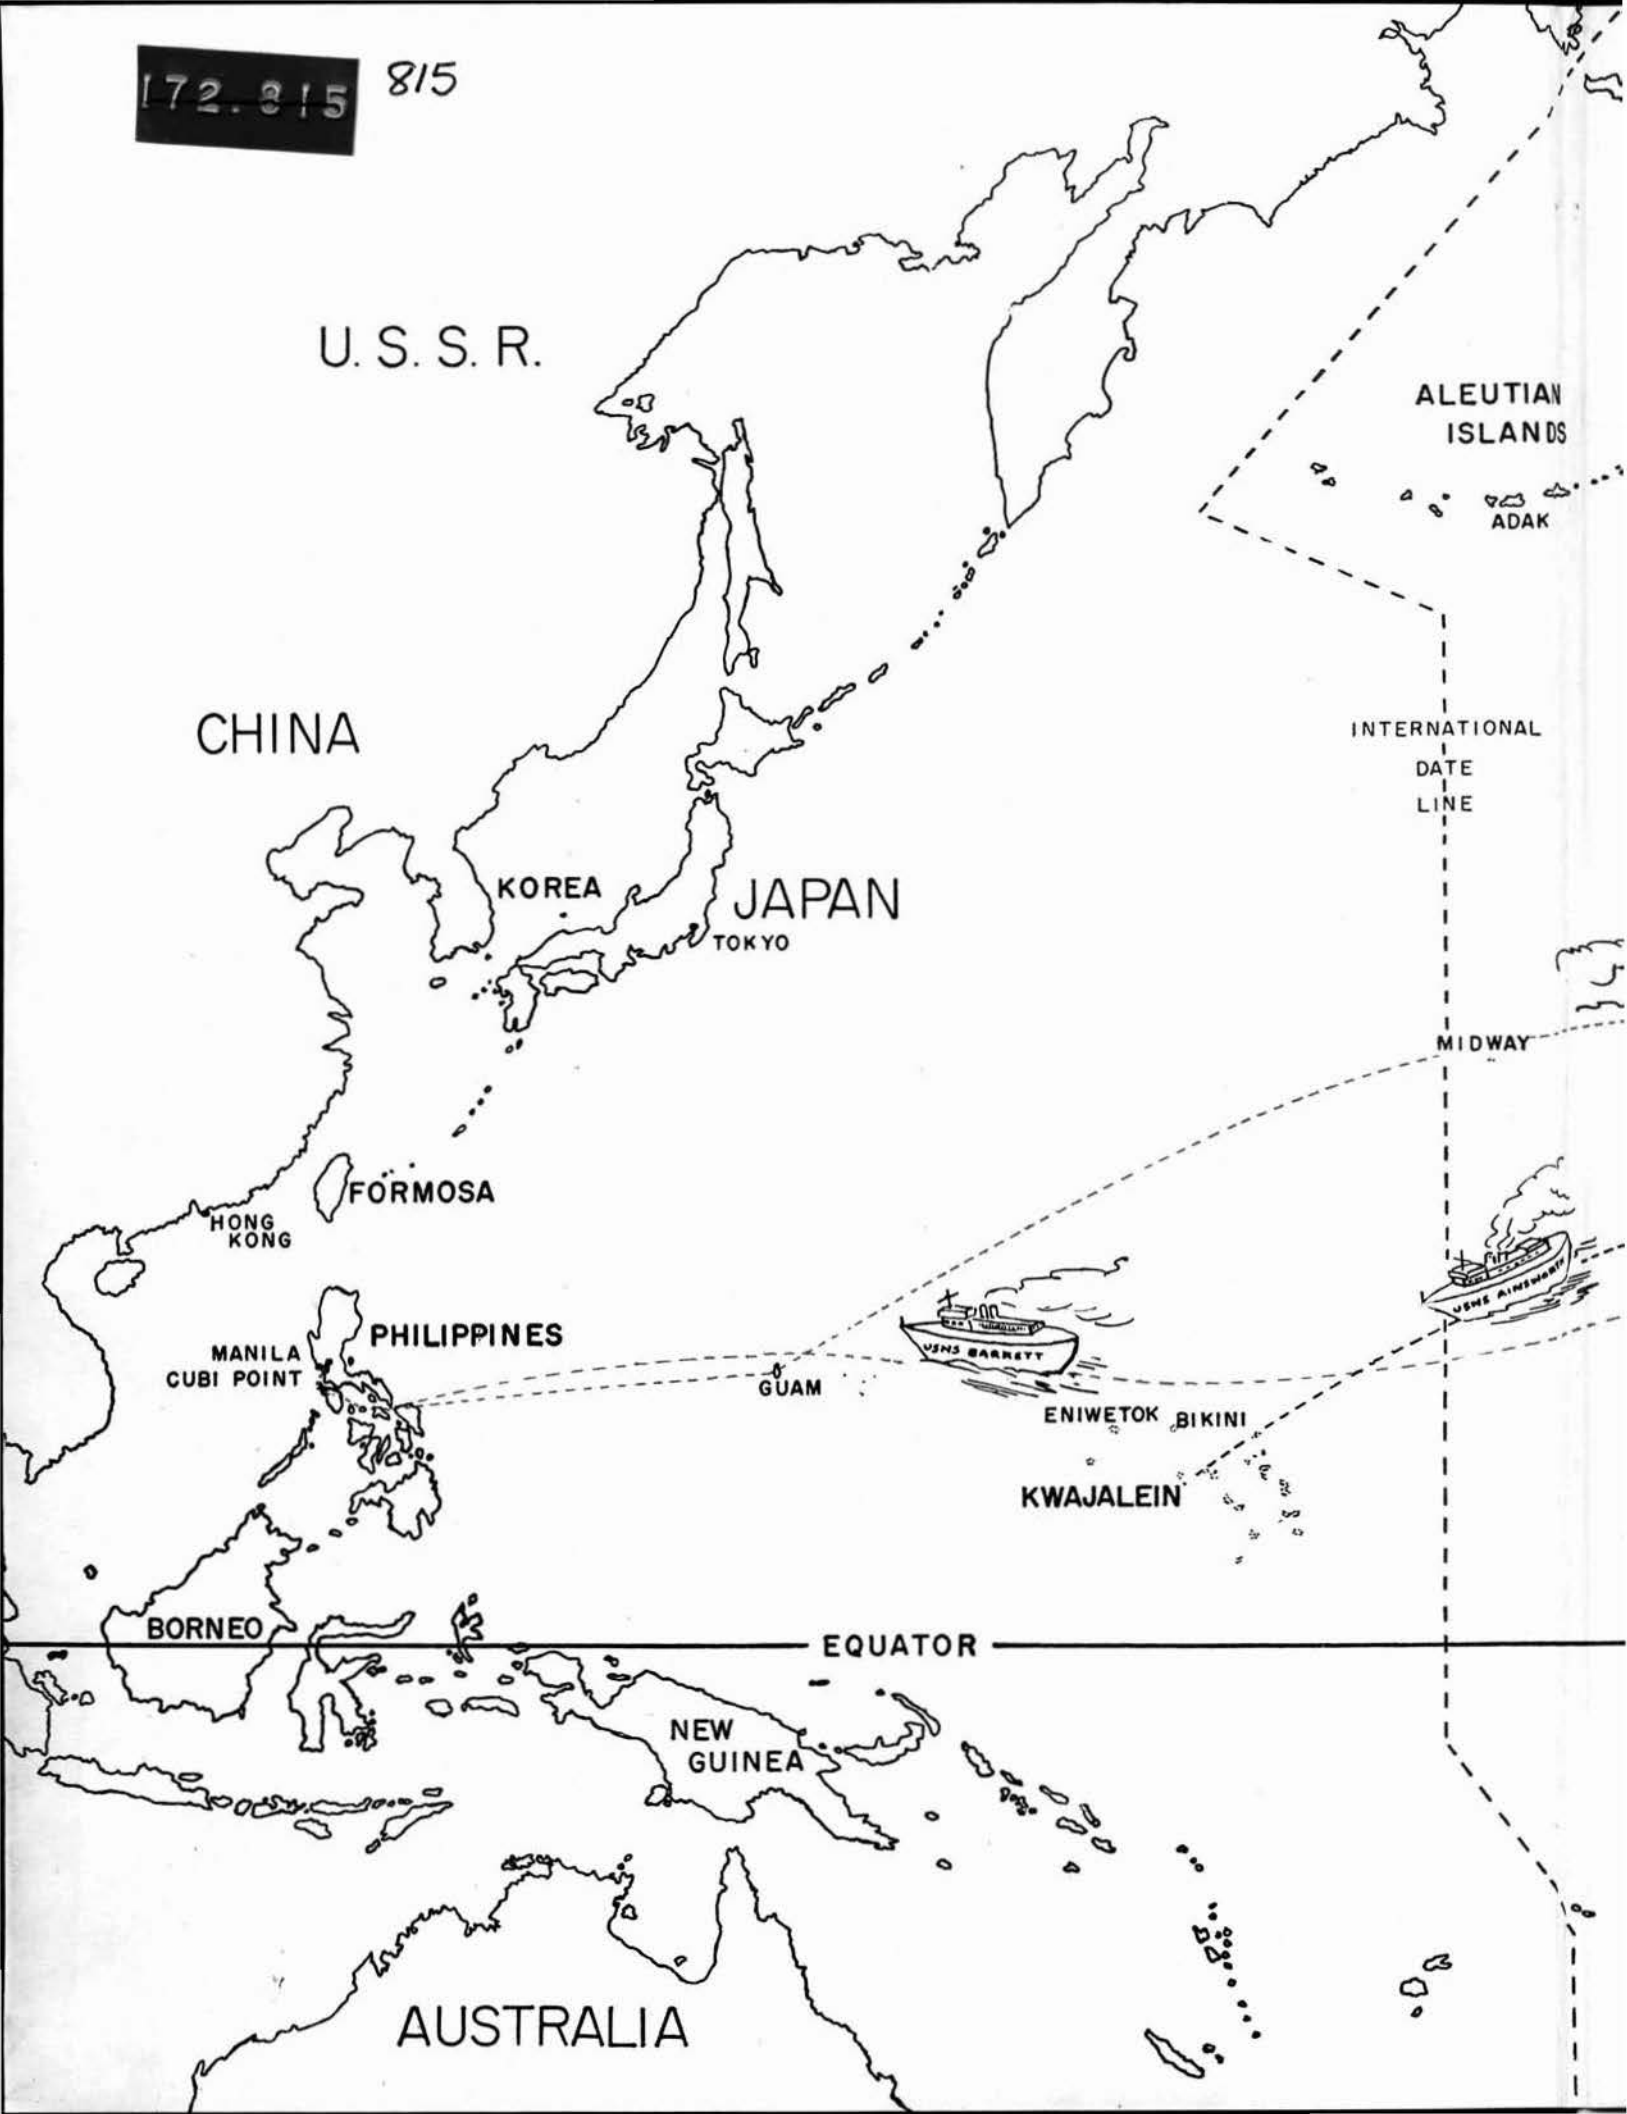 172.815
815
U.S.S.R.
ALEUTIAN
ISLANDS
ADAK
CHINA
INTERNATIONAL
DATE
LINE
KOREA
JAPAN
TOKYO
MIDWAY
FORMOSA
HONG
KONG
USNS AINSWORTH
PHILIPPINES
MANILA
CUBI POINT
USNS BARRETT
GUAM
ENIWETOK
BIKINI
KWAJALEIN
BORNEO
EQUATOR
NEW
GUINEA
AUSTRALIA